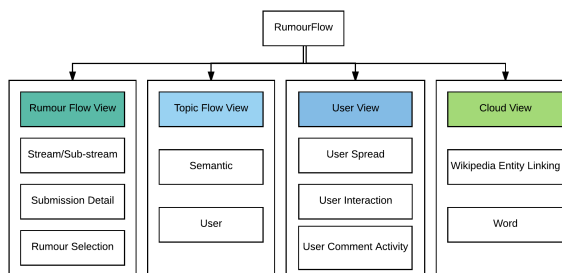 RumourFlow
Rumour Flow View
Stream/Sub-stream
Submission Detail
Rumour Selection
Topic Flow View
Semantic
User
User View
User Spread
User Interaction
User Comment Activity
Cloud View
Wikipedia Entity Linking
Word